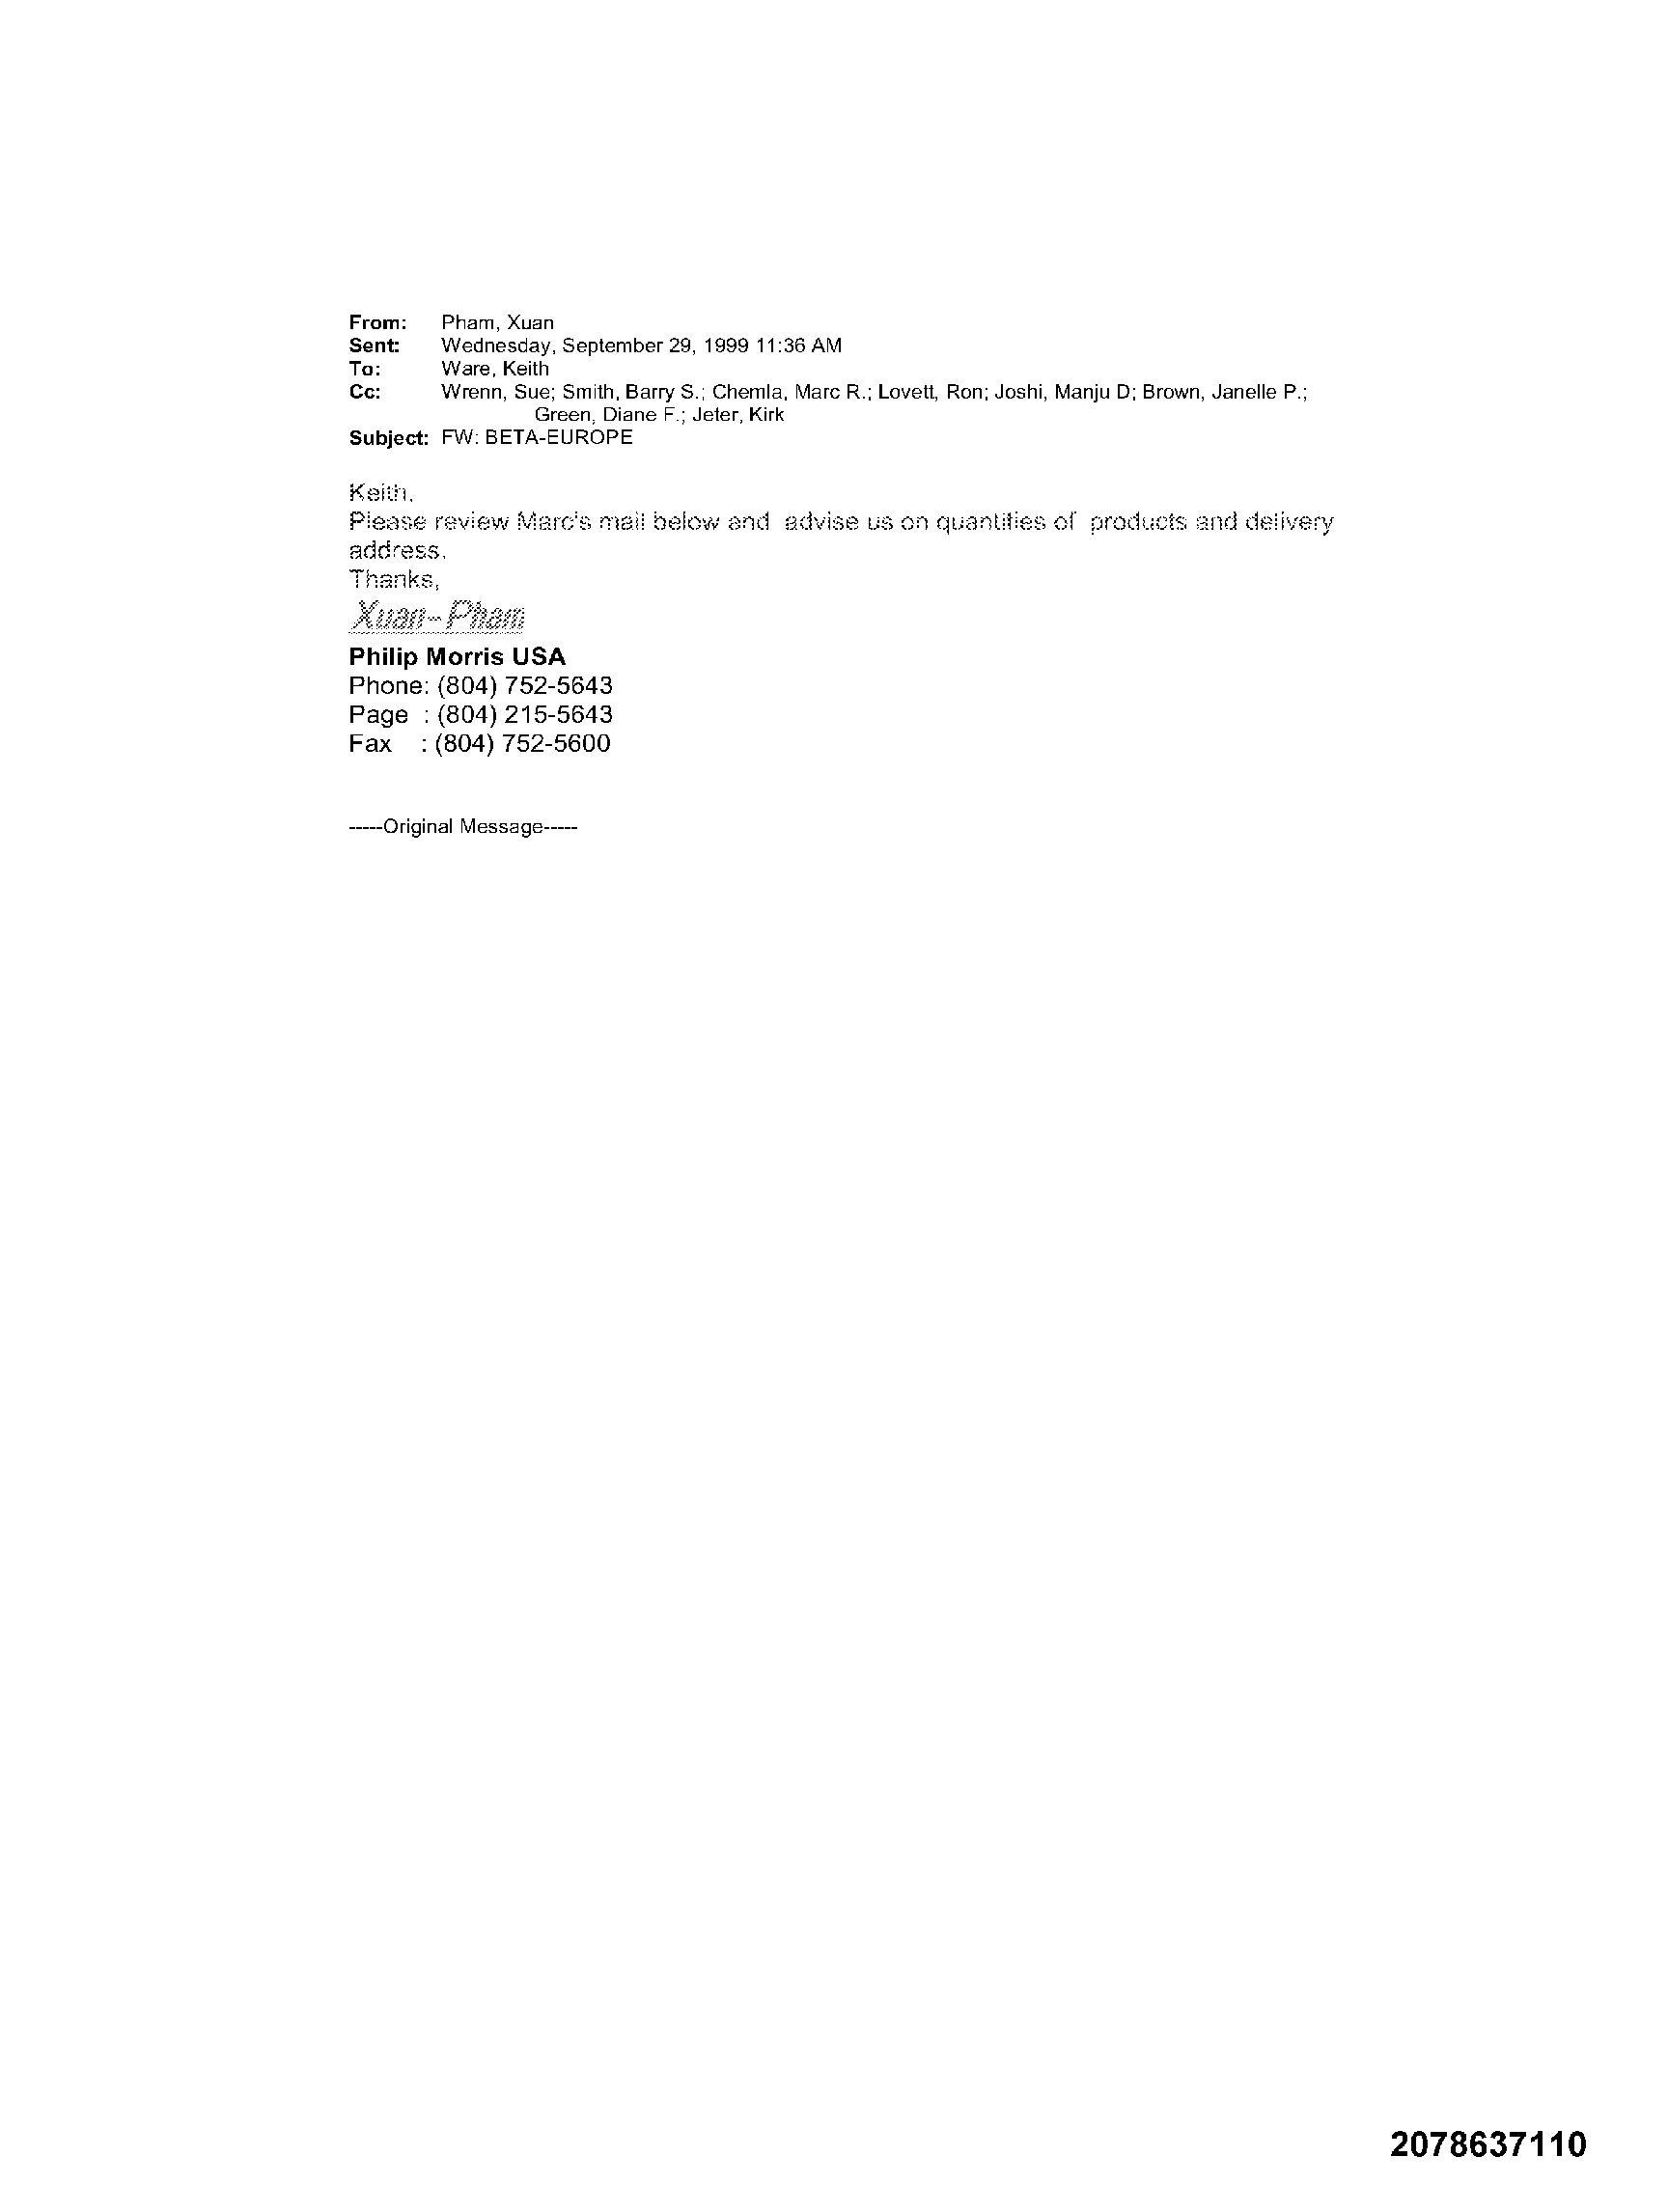 From: Pham, Xuan
Sent: Wednesday, September 29, 1999 11:36 AM
To: Ware, Keith
Cc: Wrenn, Sue; Smith, Barry S.; Chemla, Marc R.; Lovett, Ron; Joshi, Manju D; Brown, Janelle P.;
Green, Diane F.; Jeter, Kirk
Subject: FW: BETA-EUROPE
Keith,
Please review Marc's mail below and advise us on quantities of products and delivery
address.
Thanks,
Xuan-Pham
Philip Morris USA
Phone: (804) 752-5643
Page : (804) 215-5643
Fax : (804) 752-5600
-----Original Message-----
2078637110